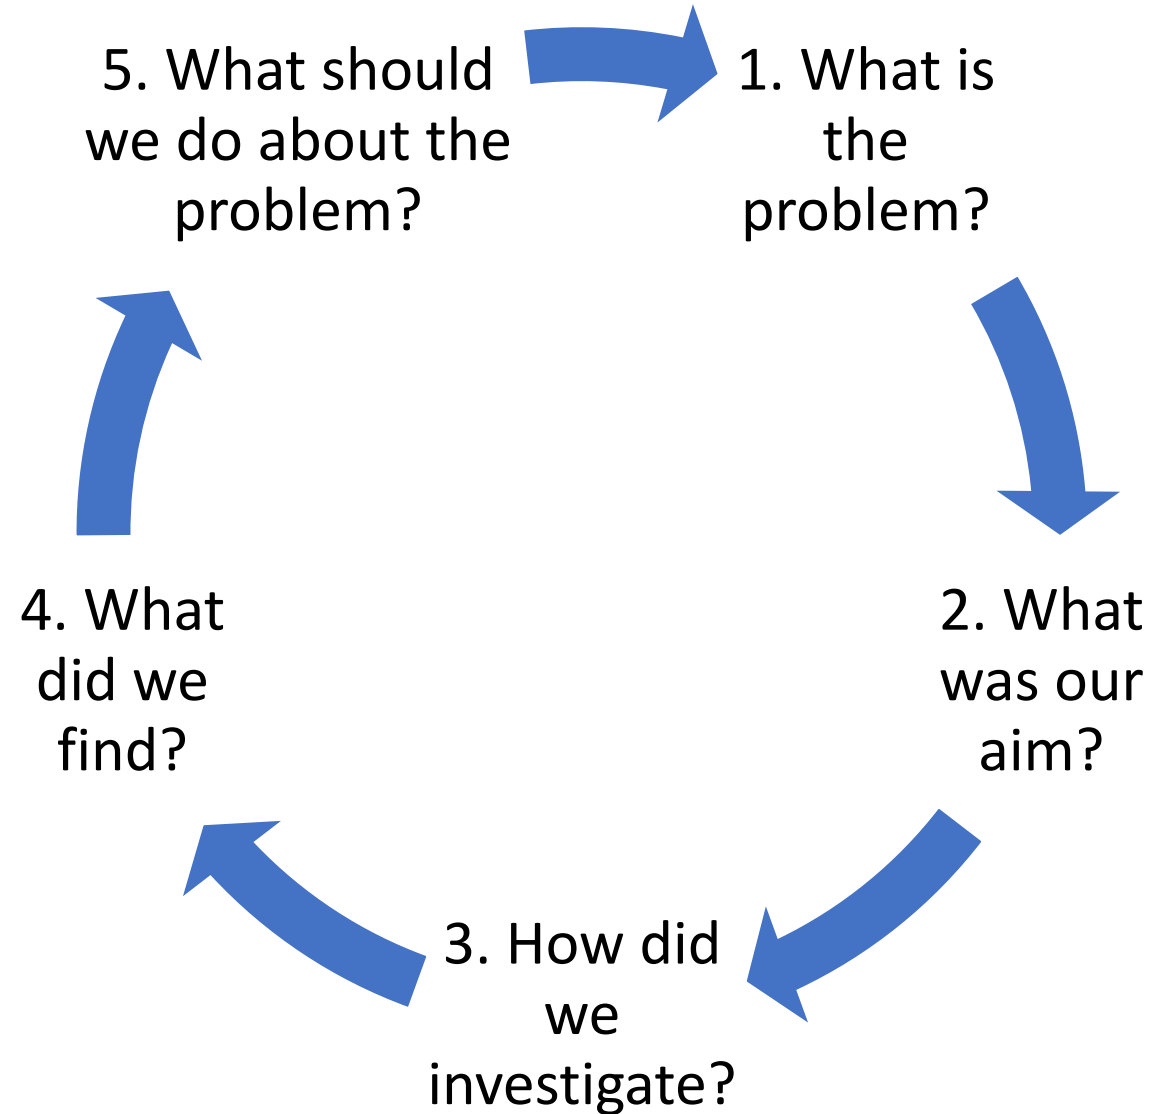 1. What is
the
problem?
2. What
was our
aim?
3. How did
we
investigate?
4. What
did we
find?
5. What should
we do about the
problem?